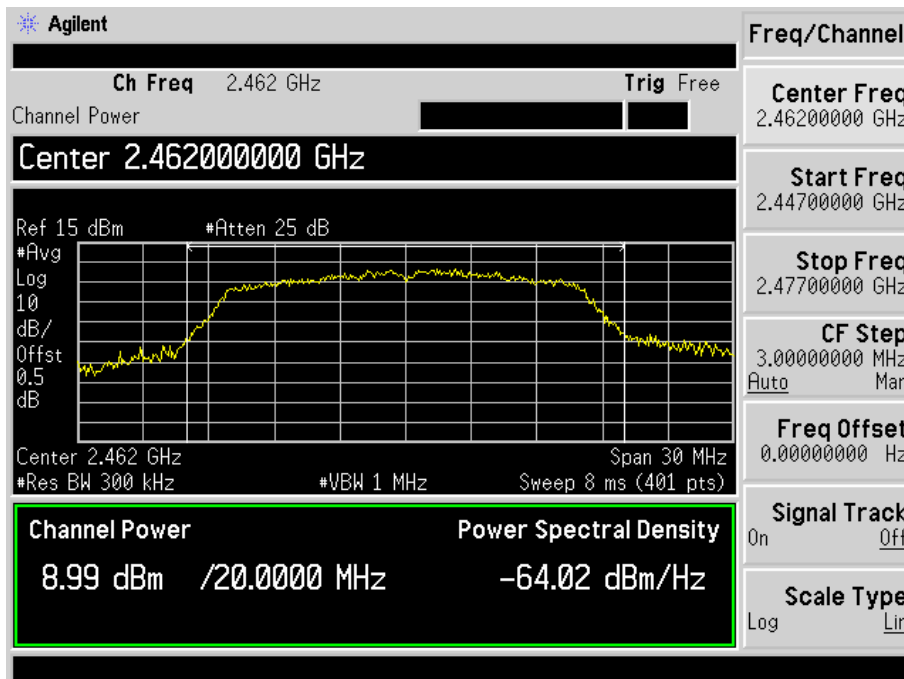 Agilent
Freq/Channel
Ch Freq 2.462 GHz Trig Free
Channel Power
Center 2.462000000 GHz
Ref 15 dBm #Atten 25 dB
#Avg
Log
10
dB/
Offst
0.5
dB
Center 2.462 GHz Span 30 MHz
#Res BW 300 kHz #VBW 1 MHz Sweep 8 ms (401 pts)
Channel Power Power Spectral Density
8.99 dBm /20.0000 MHz -64.02 dBm/Hz
Center Freq
2.46200000 GHz
Start Freq
2.44700000 GHz
Stop Freq
2.47700000 GHz
CF Step
3.00000000 MHz
Auto Man
Freq Offset
0.00000000 Hz
Signal Track
On Off
Scale Type
Log Lin